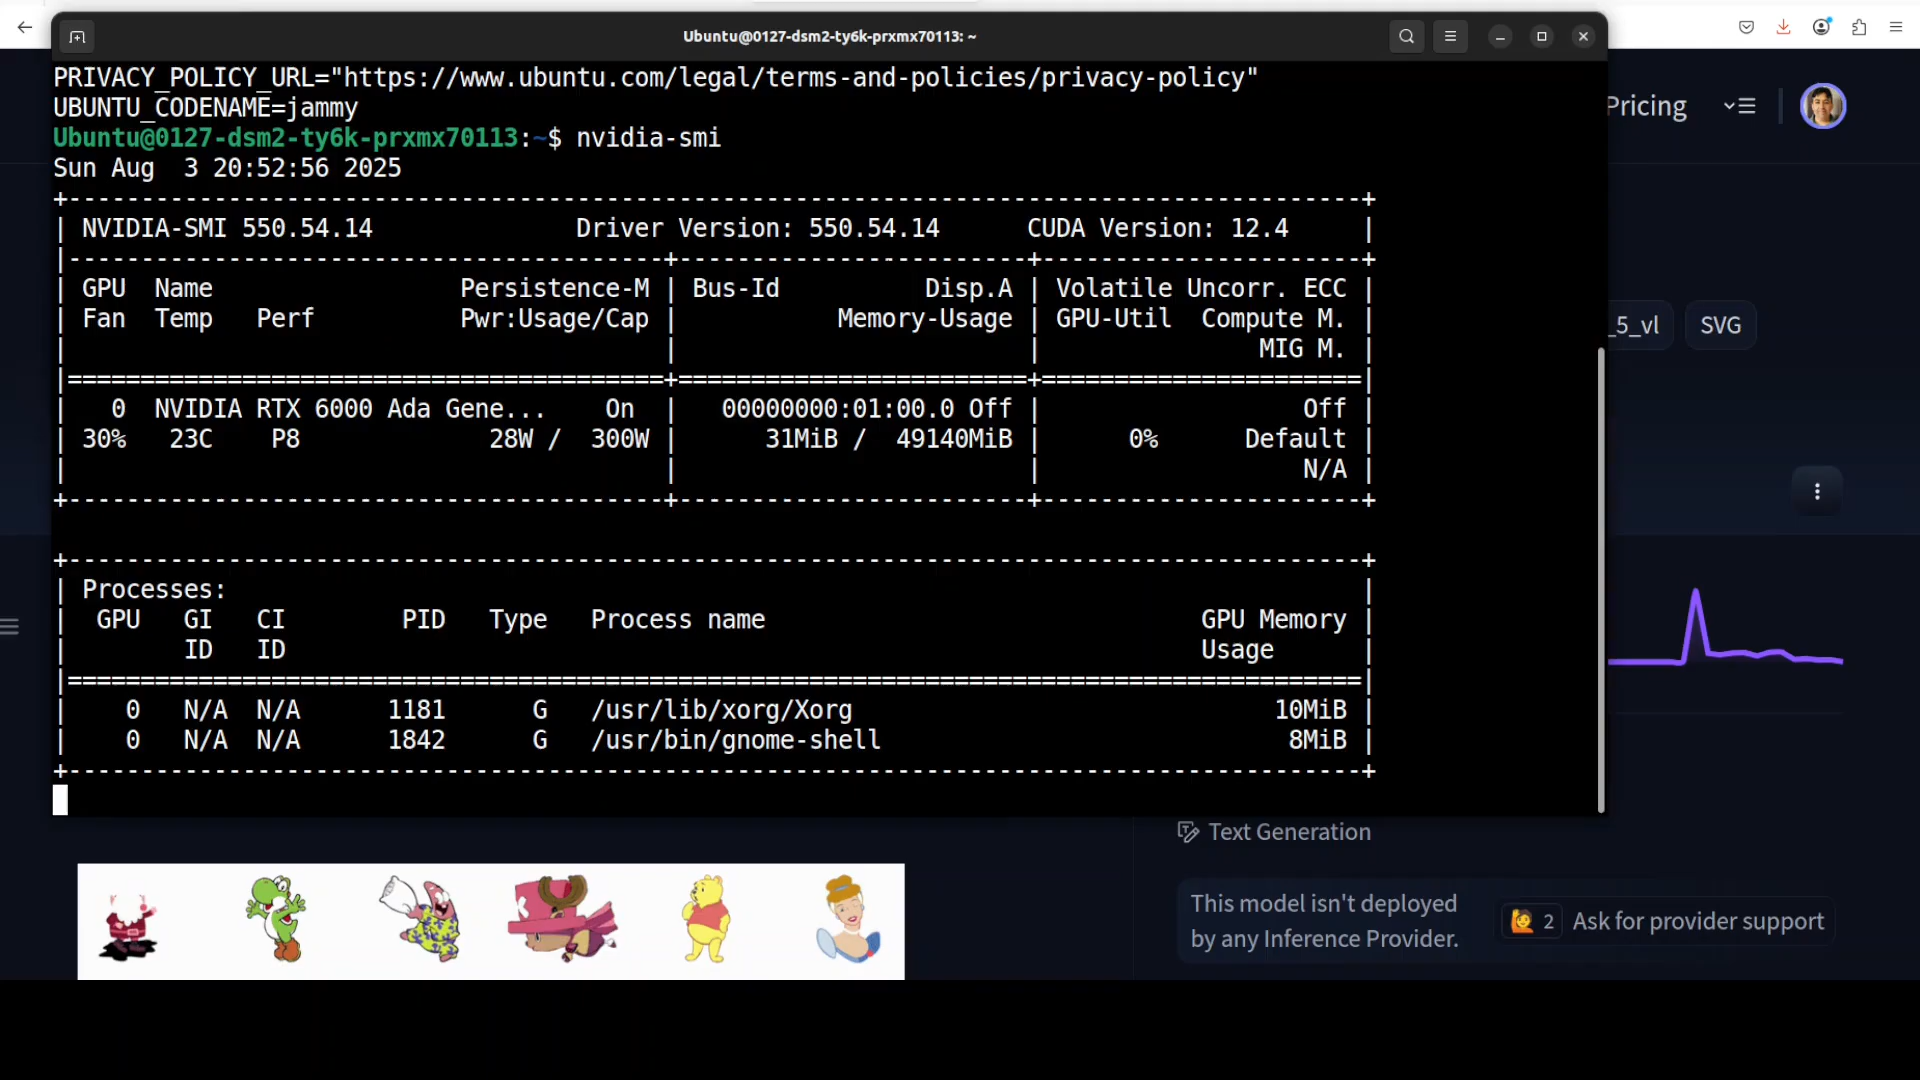 Ubuntu@0127-dsm2-ty6k-prxmx70113: ~
PRIVACY_POLICY_URL="https://www.ubuntu.com/legal/terms-and-policies/privacy-policy"
UBUNTU_CODENAME=jammy
Ubuntu@0127-dsm2-ty6k-prxmx70113:~$ nvidia-smi
Sun Aug  3 20:52:56 2025
+-----------------------------------------------------------------------------------------+
| NVIDIA-SMI 550.54.14              Driver Version: 550.54.14      CUDA Version: 12.4     |
|-----------------------------------------+------------------------+----------------------+
| GPU  Name                 Persistence-M | Bus-Id          Disp.A | Volatile Uncorr. ECC |
| Fan  Temp   Perf          Pwr:Usage/Cap |           Memory-Usage | GPU-Util  Compute M. |
|                                         |                        |               MIG M. |
|=========================================+========================+======================|
|   0  NVIDIA RTX 6000 Ada Gene...    On  |   00000000:01:00.0 Off |                  Off |
| 30%   23C    P8             28W /  300W |      31MiB /  49140MiB |      0%      Default |
|                                         |                        |                  N/A |
+-----------------------------------------+------------------------+----------------------+
+-----------------------------------------------------------------------------------------+
| Processes:                                                                              |
|  GPU   GI   CI        PID   Type   Process name                              GPU Memory |
|        ID   ID                                                               Usage      |
|=========================================================================================|
|    0   N/A  N/A      1181      G   /usr/lib/xorg/Xorg                             10MiB |
|    0   N/A  N/A      1842      G   /usr/bin/gnome-shell                            8MiB |
+-----------------------------------------------------------------------------------------+
Pricing
_5_vl
SVG
Text Generation
This model isn't deployed
by any Inference Provider.
2 Ask for provider support